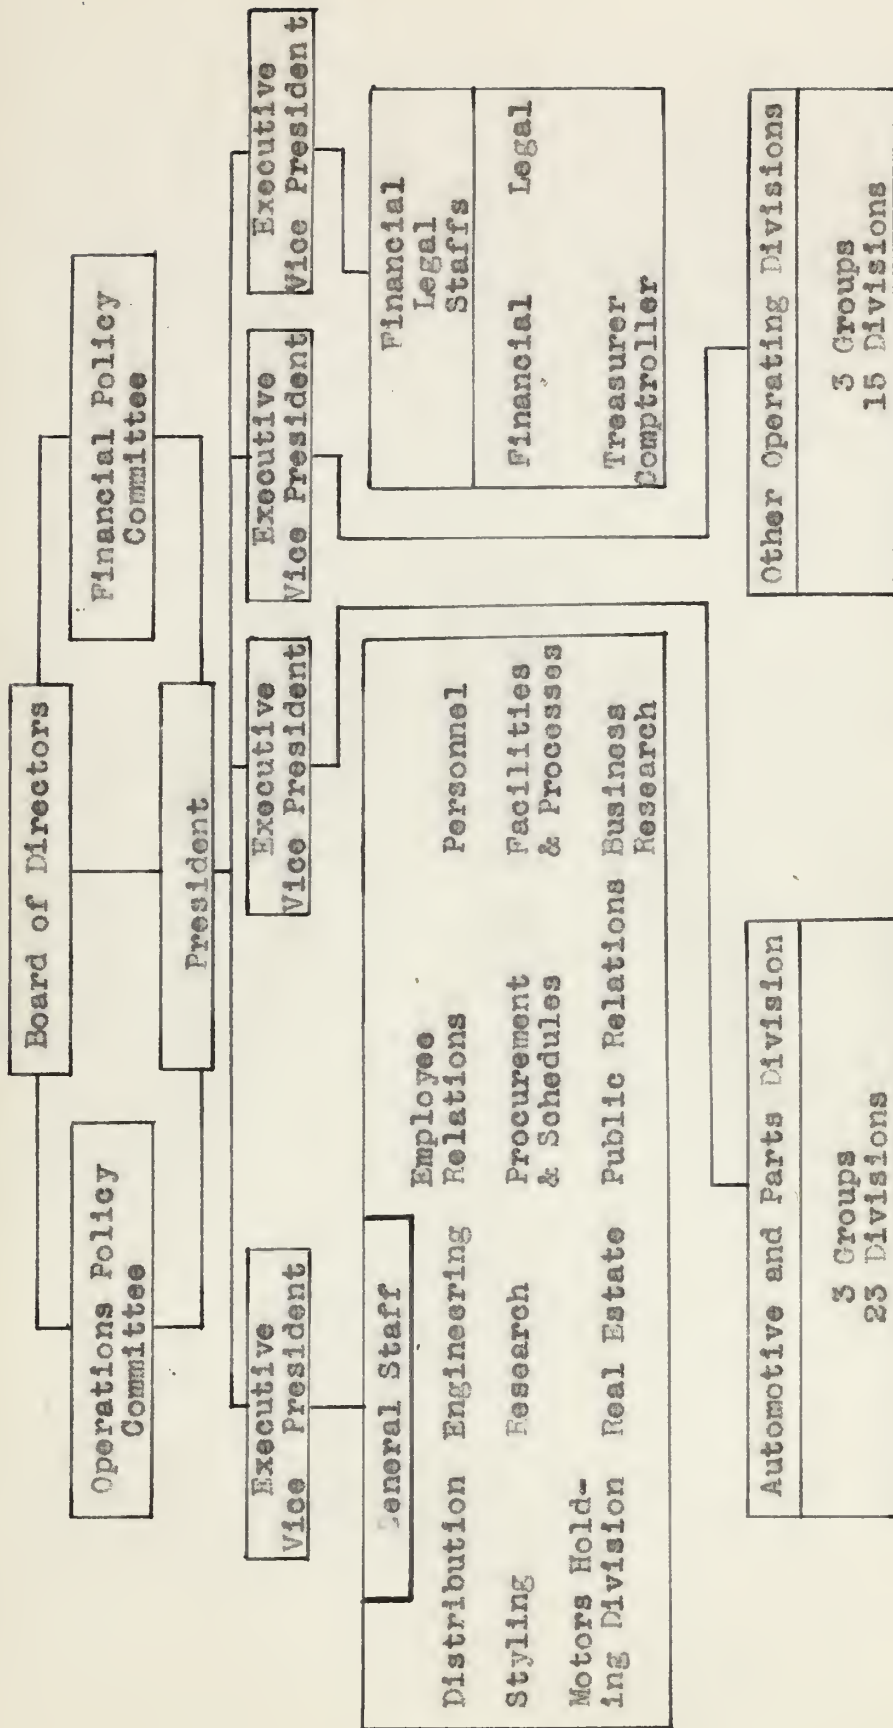 Board of Directors
Operations Policy
Committee
Financial Policy
Committee
President
Executive
Vice President
Executive
Vice President
Executive
Vice President
Executive
Vice President
General Staff
Distribution Engineering Employee
Relations Personnel
Styling Research Procurement
& Schedules Facilities
& Processes
Motors Hold-
ing Division Real Estate Public Relations Business
Research
Financial
Legal
Staffs
Financial Legal
Treasurer
Comptroller
Automotive and Parts Division
3 Groups
23 Divisions
Other Operating Divisions
3 Groups
15 Divisions